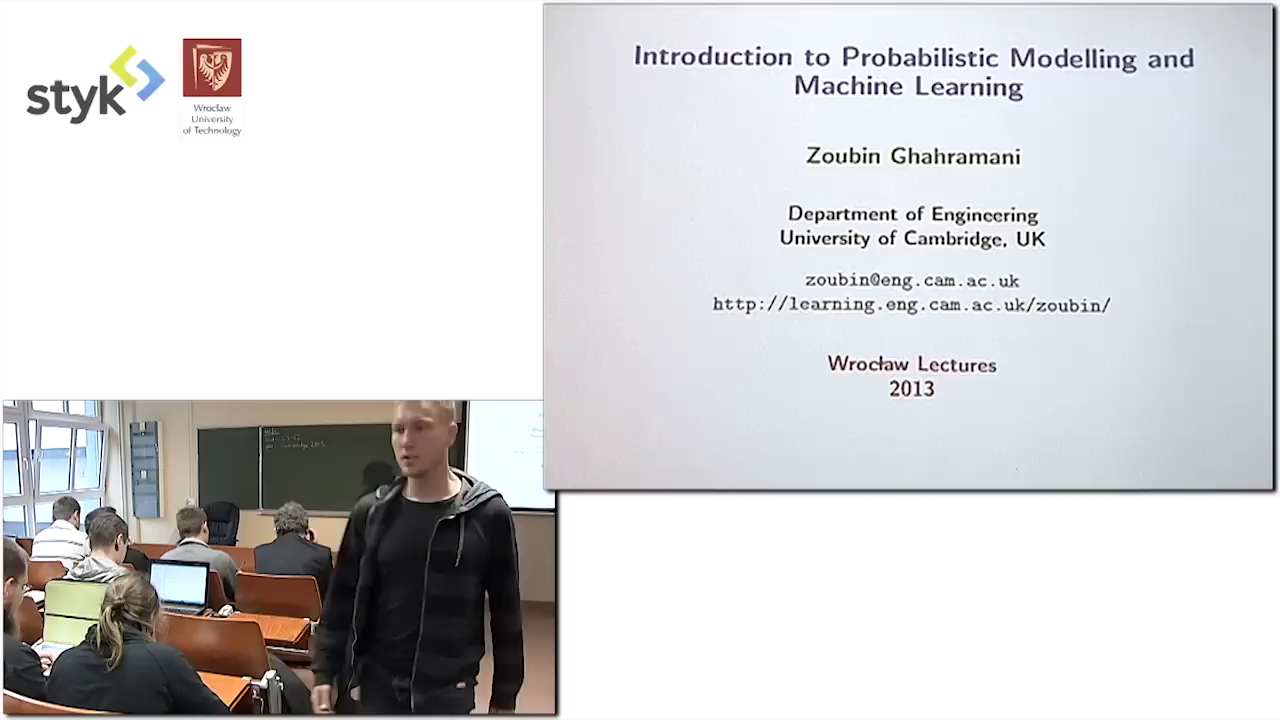 styk
Wrocław
University
of Technology
Introduction to Probabilistic Modelling and
Machine Learning
Zoubin Ghahramani
Department of Engineering
University of Cambridge, UK
zoubin@eng.cam.ac.uk
http://learning.eng.cam.ac.uk/zoubin/
Wrocław Lectures
2013